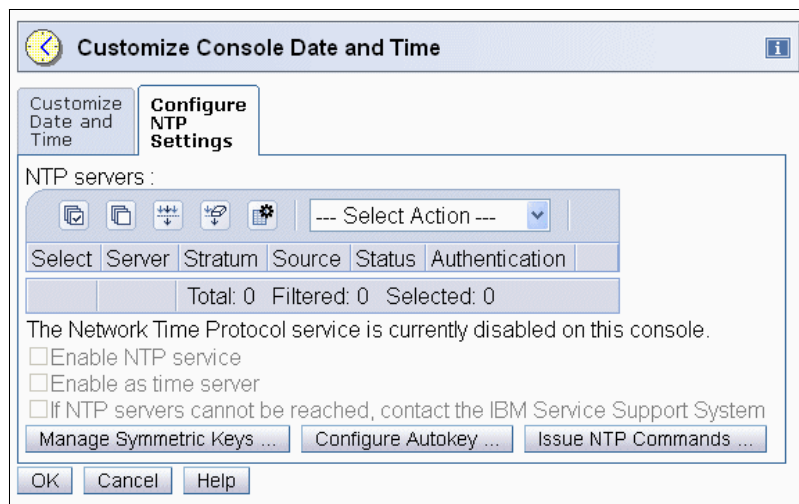 Customize Console Date and Time
Customize
Date and
Time
Configure
NTP
Settings
NTP servers :
--- Select Action ---
Select Server Stratum Source Status Authentication
Total: 0 Filtered: 0 Selected: 0
The Network Time Protocol service is currently disabled on this console.
Enable NTP service
Enable as time server
If NTP servers cannot be reached, contact the IBM Service Support System
Manage Symmetric Keys ... Configure Autokey ... Issue NTP Commands ...
OK Cancel Help